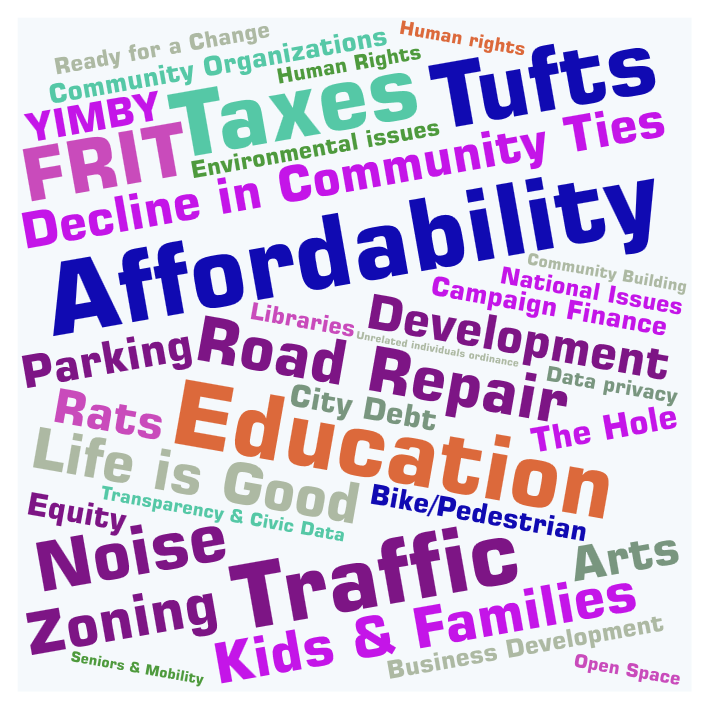 Ready for a Change
Human rights
Community Organizations
Human Rights
Tufts
YIMBY
Taxes
FRIT
Environmental issues
Decline in Community Ties
Affordability
Community Building
National Issues
Campaign Finance
Libraries
Development
Unrelated individuals ordinance
Parking
Road Repair
Data privacy
Rats
City Debt
The Hole
Education
Life is Good
Transparency & Civic Data
Bike/Pedestrian
Equity
Noise
Traffic
Arts
Zoning
Kids & Families
Business Development
Seniors & Mobility
Open Space